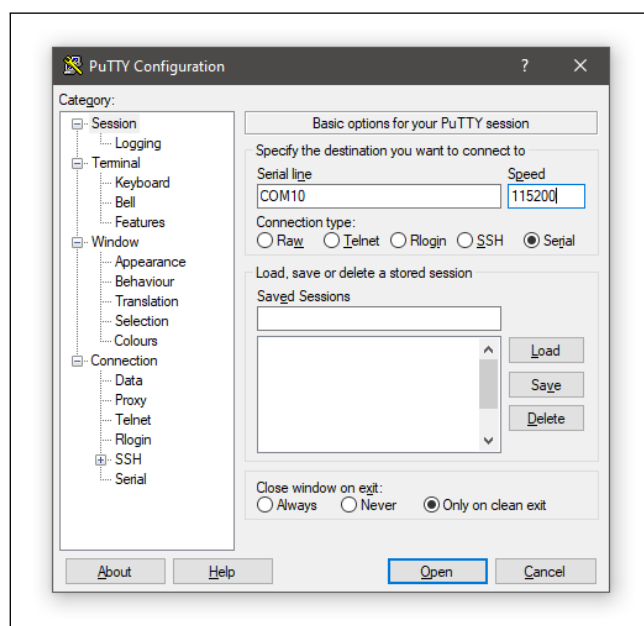 PuTTY Configuration
?
Category:
Session
Logging
Terminal
Keyboard
Bell
Features
Window
Appearance
Behaviour
Translation
Selection
Colours
Connection
Data
Proxy
Telnet
Rlogin
SSH
Serial
Basic options for your PuTTY session
Specify the destination you want to connect to
Serial line Speed
COM10 115200
Connection type:
Raw Telnet Rlogin SSH Serial
Load, save or delete a stored session
Saved Sessions
Load
Save
Delete
Close window on exit:
Always Never Only on clean exit
About Help Open Cancel